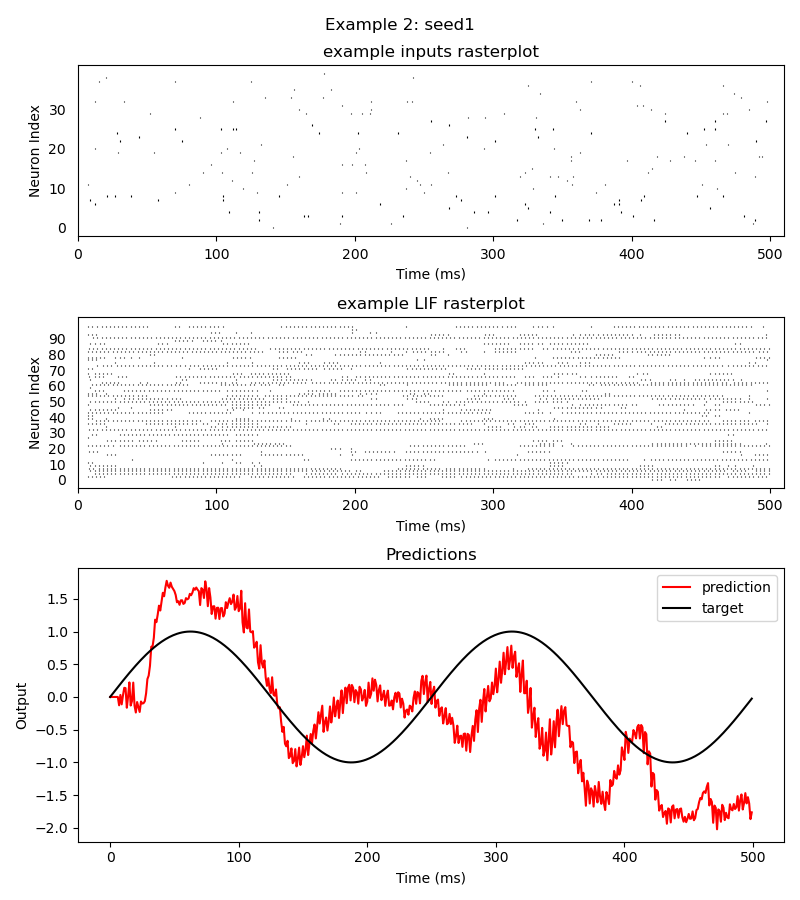 Example 2: seed1
example inputs rasterplot
Neuron Index
30
20
10
0
0 100 200 300 400 500
Time (ms)
example LIF rasterplot
Neuron Index
90
80
70
60
50
40
30
20
10
0
0 100 200 300 400 500
Time (ms)
Predictions
prediction
target
Output
1.5
1.0
0.5
0.0
−0.5
−1.0
−1.5
−2.0
0 100 200 300 400 500
Time (ms)